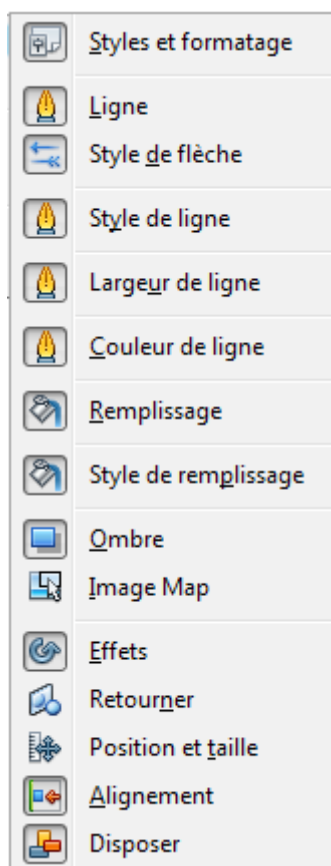 Styles et formatage
Ligne
Style de flèche
Style de ligne
Largeur de ligne
Couleur de ligne
Remplissage
Style de remplissage
Ombre
Image Map
Effets
Retourner
Position et taille
Alignement
Disposer